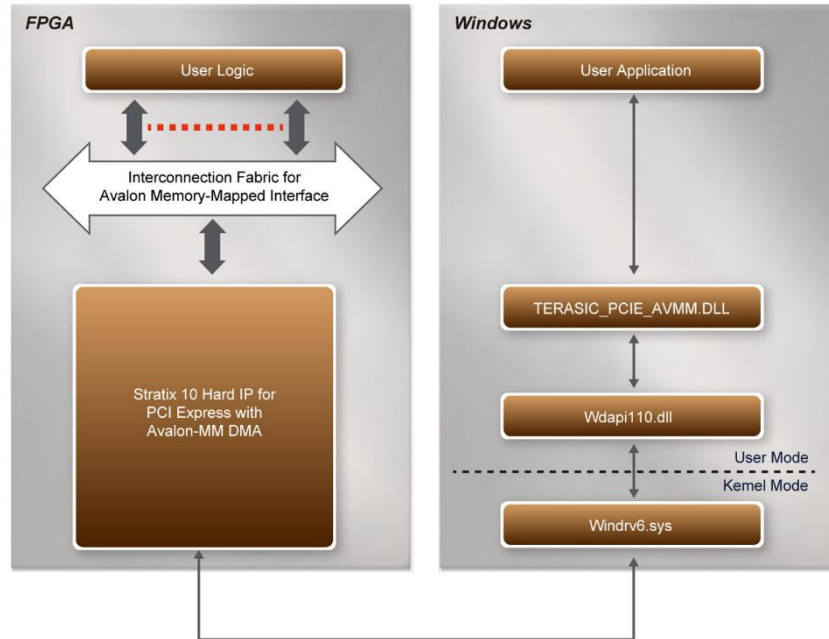 FPGA
User Logic
Interconnection Fabric for
Avalon Memory-Mapped Interface
Stratix 10 Hard IP for
PCI Express with
Avalon-MM DMA
Windows
User Application
TERASIC_PCIE_AVMM.DLL
Wdapi110.dll
User Mode
Kemel Mode
Windrv6.sys